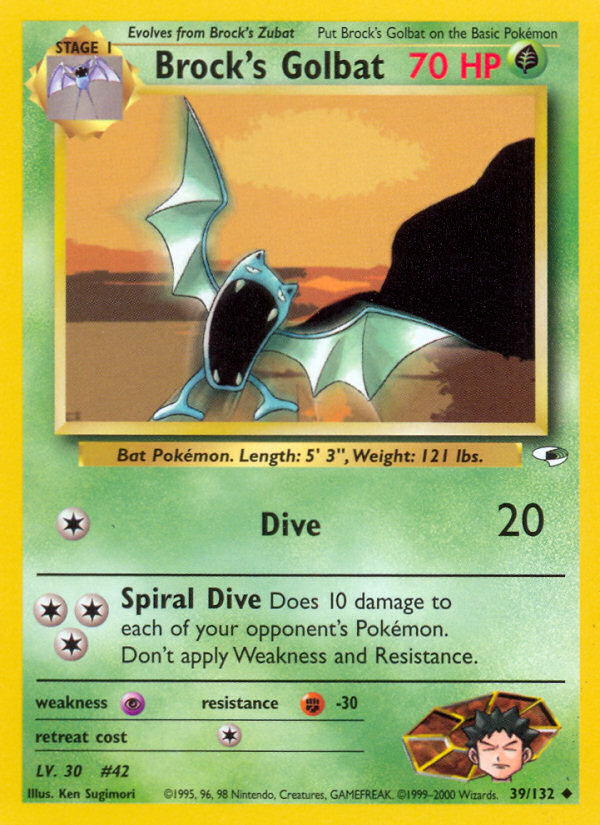 Evolves from Brock's Zubat Put Brock's Golbat on the Basic Pokémon
STAGE 1
Brock's Golbat 70 HP
Bat Pokémon. Length: 5' 3", Weight: 121 lbs.
Dive 20
Spiral Dive Does 10 damage to
each of your opponent's Pokémon.
Don't apply Weakness and Resistance.
weakness resistance -30
retreat cost
LV. 30 #42
Illus. Ken Sugimori ©1995, 96, 98 Nintendo, Creatures, GAMEFREAK. ©1999-2000 Wizards. 39/132